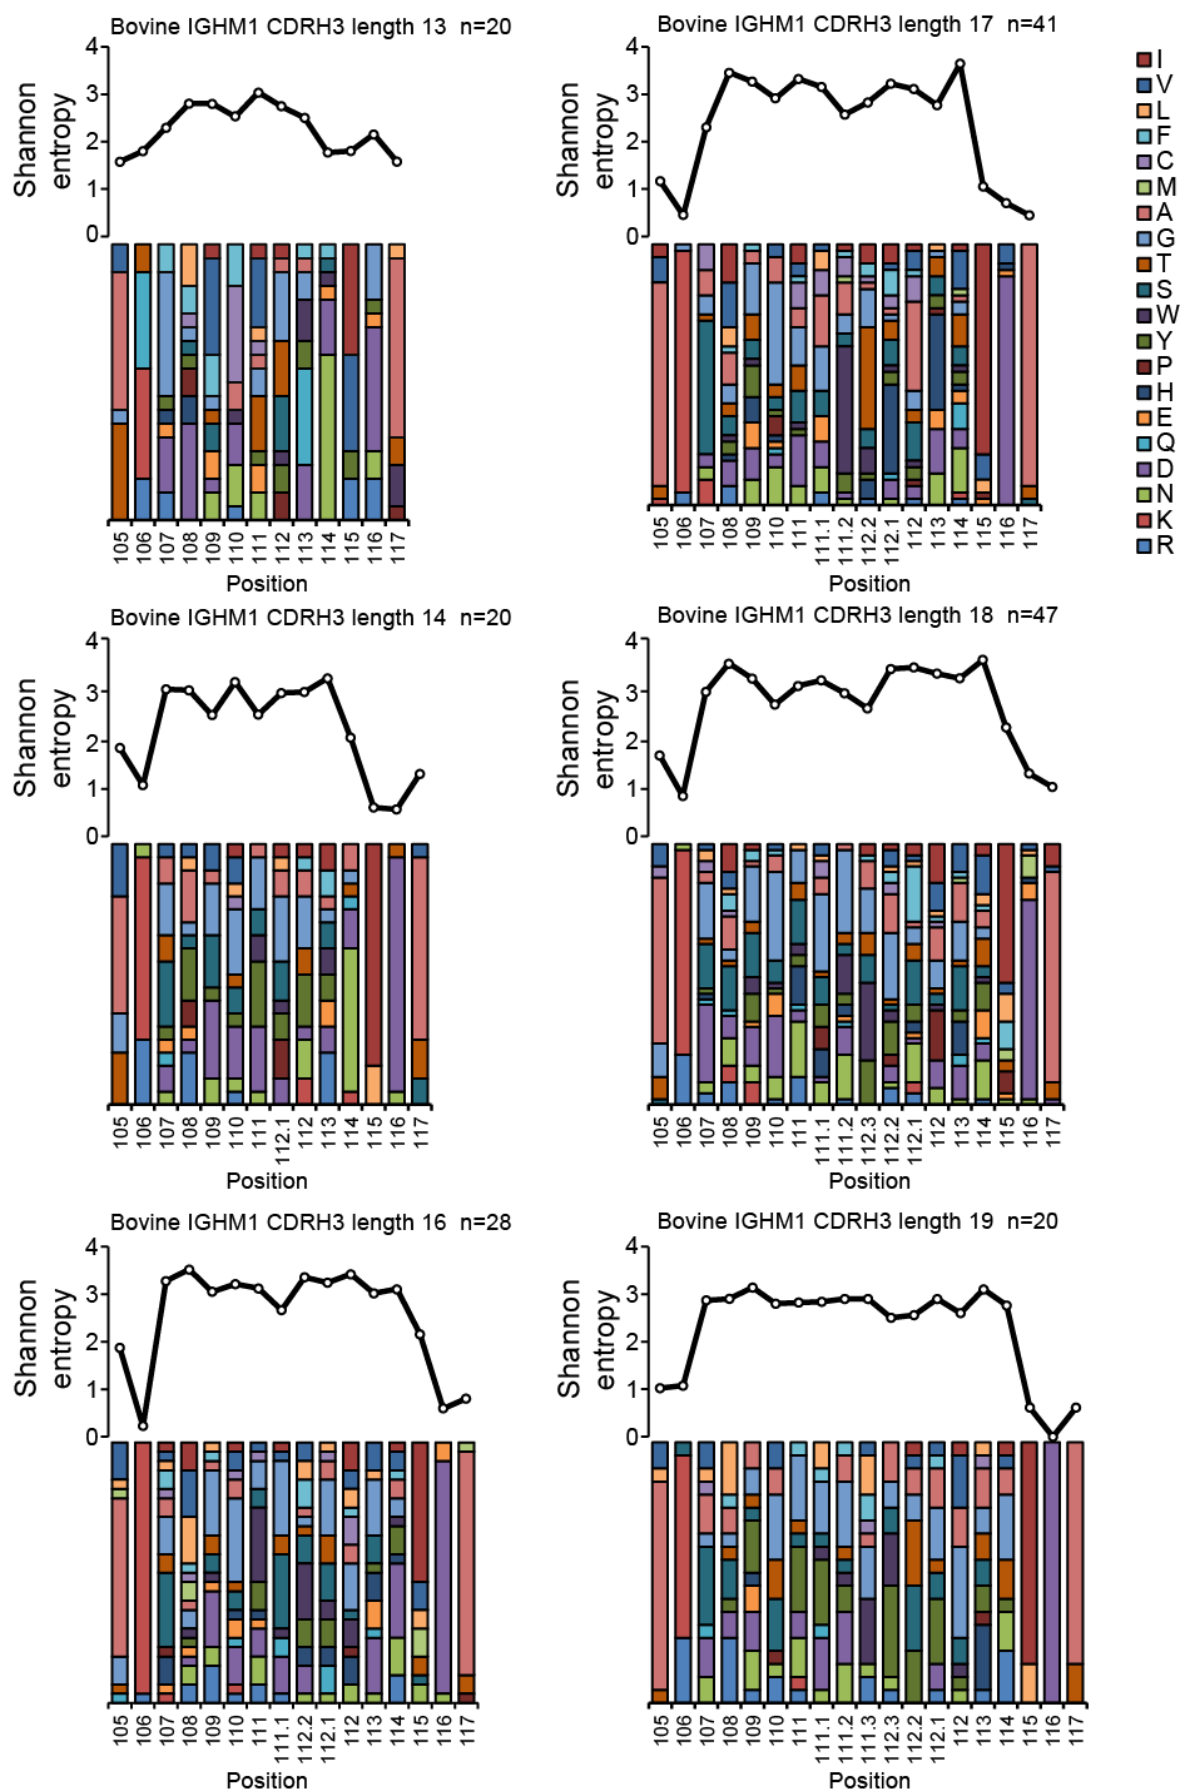 Bovine IGHM1 CDRH3 length 13 n=20
4
3
2
1
0
Shannon
entropy
105 106 107 108 109 110 111 112 113 114 115 116 117
Position
Bovine IGHM1 CDRH3 length 17 n=41
4
3
2
1
0
Shannon
entropy
105 106 107 108 109 110 111 111.1 111.2 112.2 112.1 112 113 114 115 116 117
Position
I
V
L
F
C
M
A
G
T
S
W
Y
P
H
E
Q
D
N
K
R
Bovine IGHM1 CDRH3 length 14 n=20
4
3
2
1
0
Shannon
entropy
105 106 107 108 109 110 111 112.1 112 113 114 115 116 117
Position
Bovine IGHM1 CDRH3 length 18 n=47
4
3
2
1
0
Shannon
entropy
105 106 107 108 109 110 111 111.1 111.2 112.3 112.2 112.1 112 113 114 115 116 117
Position
Bovine IGHM1 CDRH3 length 16 n=28
4
3
2
1
0
Shannon
entropy
105 106 107 108 109 110 111 111.1 112.2 112.1 112 113 114 115 116 117
Position
Bovine IGHM1 CDRH3 length 19 n=20
4
3
2
1
0
Shannon
entropy
105 106 107 108 109 110 111 111.1 111.2 111.3 112.3 112.2 112.1 112 113 114 115 116 117
Position